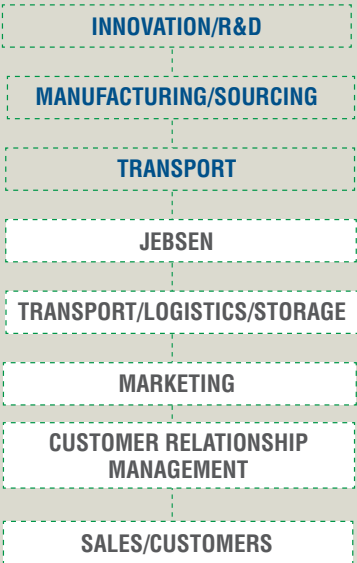 INNOVATION/R&D
MANUFACTURING/SOURCING
TRANSPORT
JEBSEN
TRANSPORT/LOGISTICS/STORAGE
MARKETING
CUSTOMER RELATIONSHIP
MANAGEMENT
SALES/CUSTOMERS